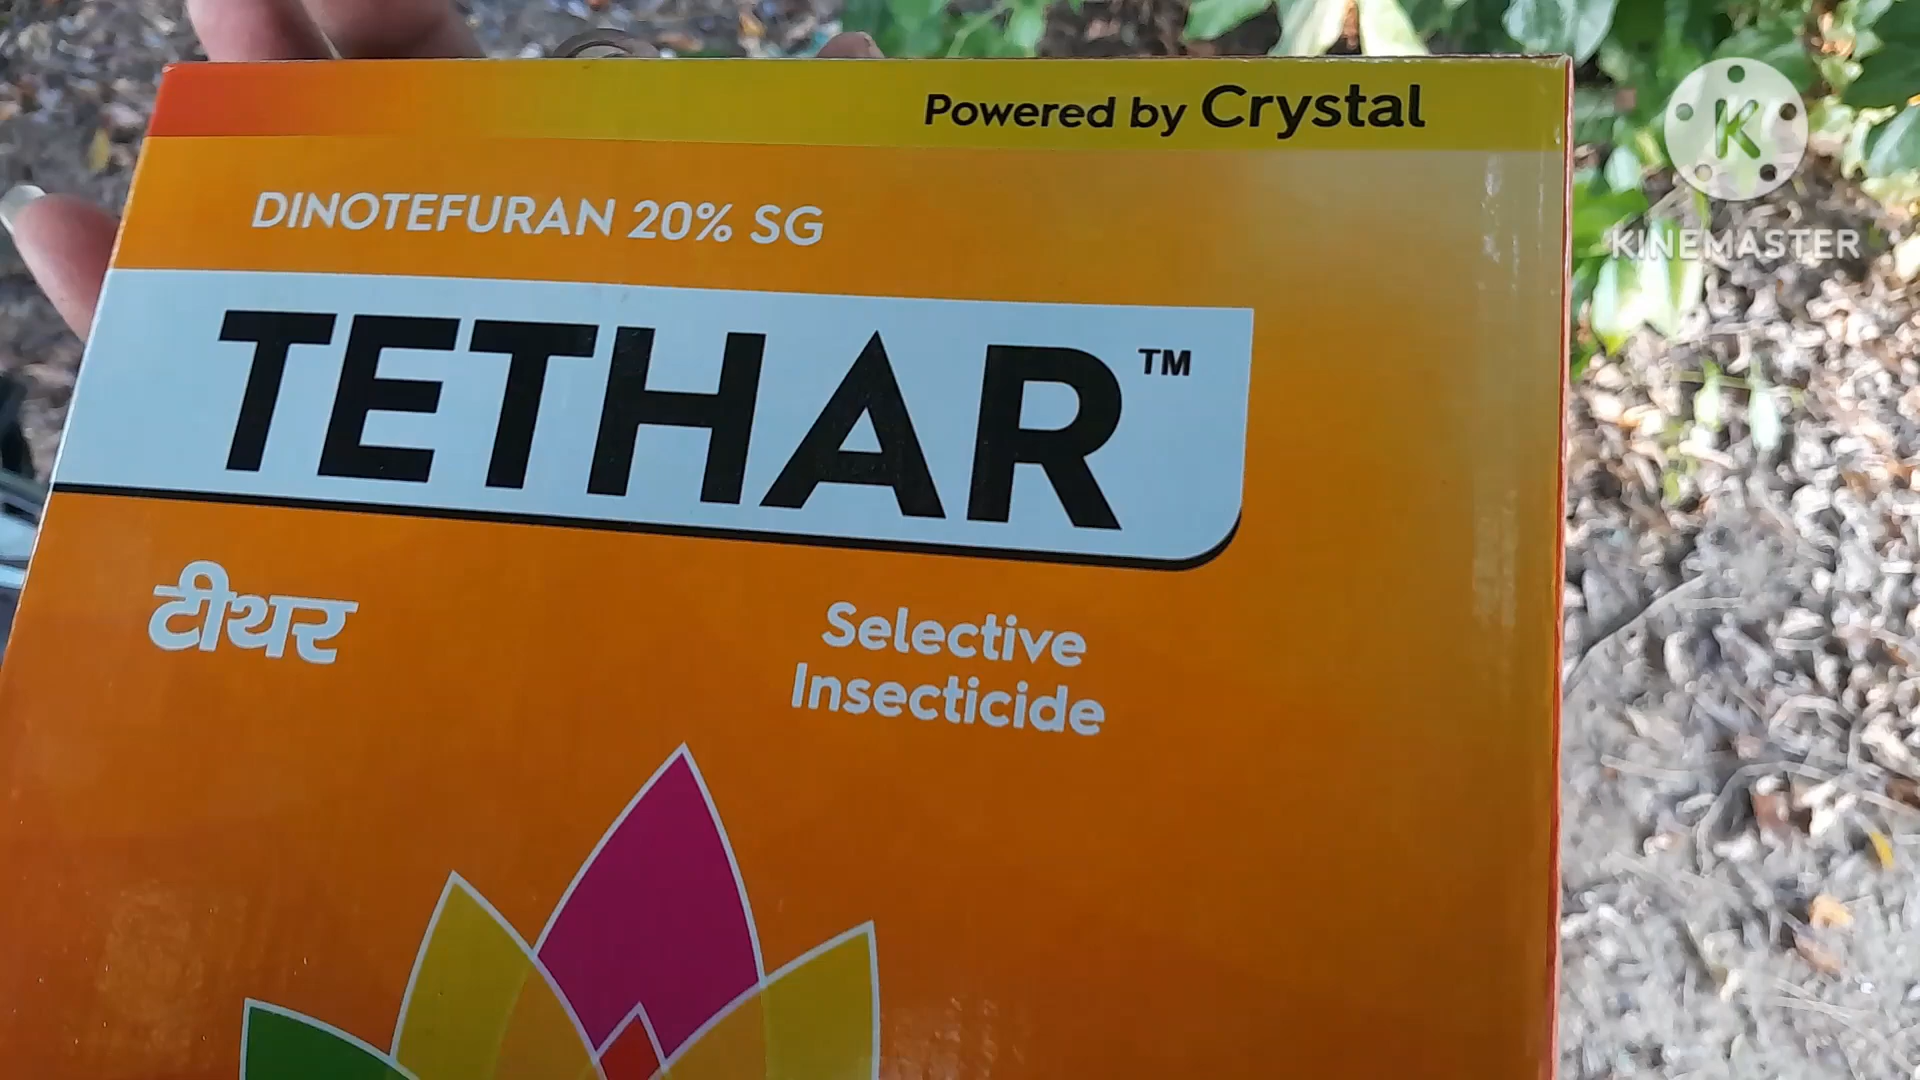 Powered by Crystal
K
KINEMASTER
DINOTEFURAN 20% SG
TETHAR™
टीथर
Selective
Insecticide